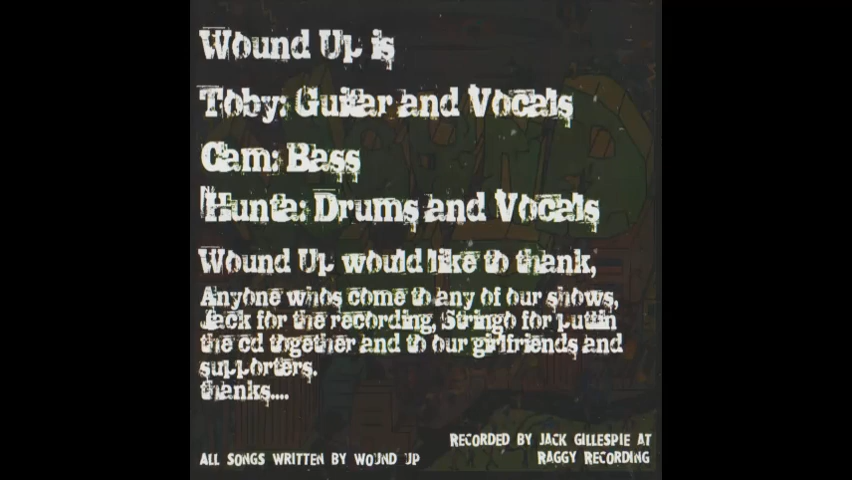 Wound Up is
Toby: Guitar and Vocals
Cam: Bass
Hunta: Drums and Vocals
Wound Up would like to thank,
Anyone whos come to any of our shows,
Jack for the recording, Stringo for puttin
the cd together and to our girlfriends and
supporters.
thanks....
RECORDED BY JACK GILLESPIE AT
RAGGY RECORDING
ALL SONGS WRITTEN BY WOUND UP